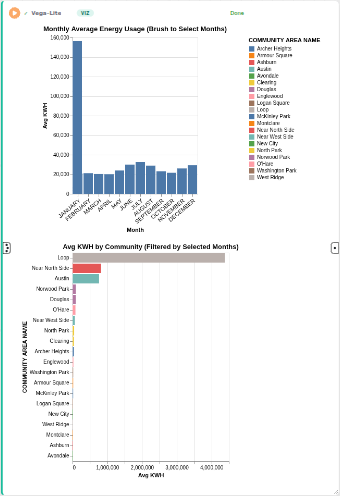 Vega-Lite VIZ Done
Monthly Average Energy Usage (Brush to Select Months)
160,000
140,000
120,000
100,000
80,000
60,000
40,000
20,000
0
Avg KWH
JANUARY
FEBRUARY
MARCH
APRIL
MAY
JUNE
JULY
AUGUST
SEPTEMBER
OCTOBER
NOVEMBER
DECEMBER
Month
COMMUNITY AREA NAME
Archer Heights
Armour Square
Ashburn
Austin
Avondale
Clearing
Douglas
Englewood
Logan Square
Loop
McKinley Park
Montclare
Near North Side
Near West Side
New City
North Park
Norwood Park
O'Hare
Washington Park
West Ridge
Avg KWH by Community (Filtered by Selected Months)
COMMUNITY AREA NAME
Loop
Near North Side
Austin
Norwood Park
Douglas
O'Hare
Near West Side
North Park
Clearing
Archer Heights
Englewood
Washington Park
Armour Square
McKinley Park
Logan Square
New City
West Ridge
Montclare
Ashburn
Avondale
0
1,000,000
2,000,000
3,000,000
4,000,000
Avg KWH